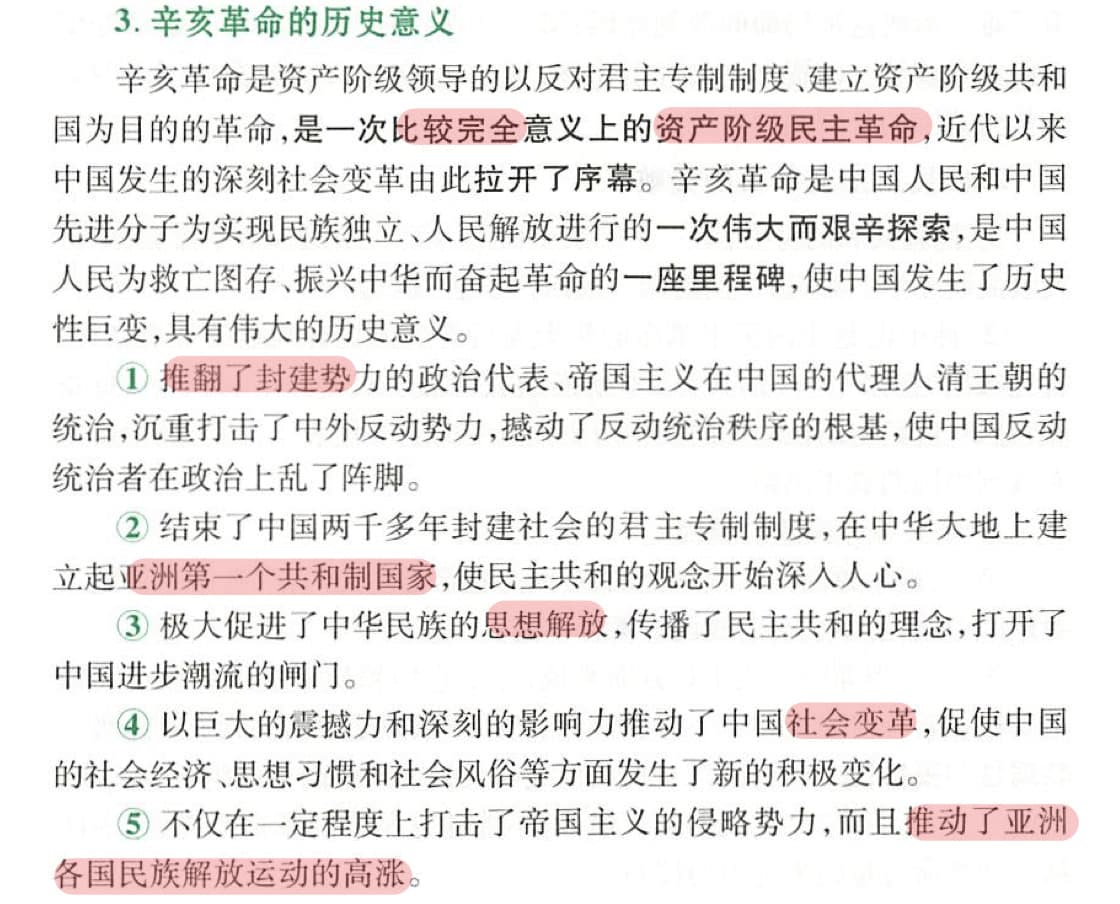 3. 辛亥革命的历史意义
辛亥革命是资产阶级领导的以反对君主专制制度、建立资产阶级共和
国为目的的革命,是一次比较完全意义上的资产阶级民主革命,近代以来
中国发生的深刻社会变革由此拉开了序幕。辛亥革命是中国人民和中国
先进分子为实现民族独立、人民解放进行的一次伟大而艰辛探索,是中国
人民为救亡图存、振兴中华而奋起革命的一座里程碑,使中国发生了历史
性巨变,具有伟大的历史意义。
① 推翻了封建势力的政治代表、帝国主义在中国的代理人清王朝的
统治,沉重打击了中外反动势力,撼动了反动统治秩序的根基,使中国反动
统治者在政治上乱了阵脚。
② 结束了中国两千多年封建社会的君主专制制度,在中华大地上建
立起亚洲第一个共和制国家,使民主共和的观念开始深入人心。
③ 极大促进了中华民族的思想解放,传播了民主共和的理念,打开了
中国进步潮流的闸门。
④ 以巨大的震撼力和深刻的影响力推动了中国社会变革,促使中国
的社会经济、思想习惯和社会风俗等方面发生了新的积极变化。
⑤ 不仅在一定程度上打击了帝国主义的侵略势力,而且推动了亚洲
各国民族解放运动的高涨。